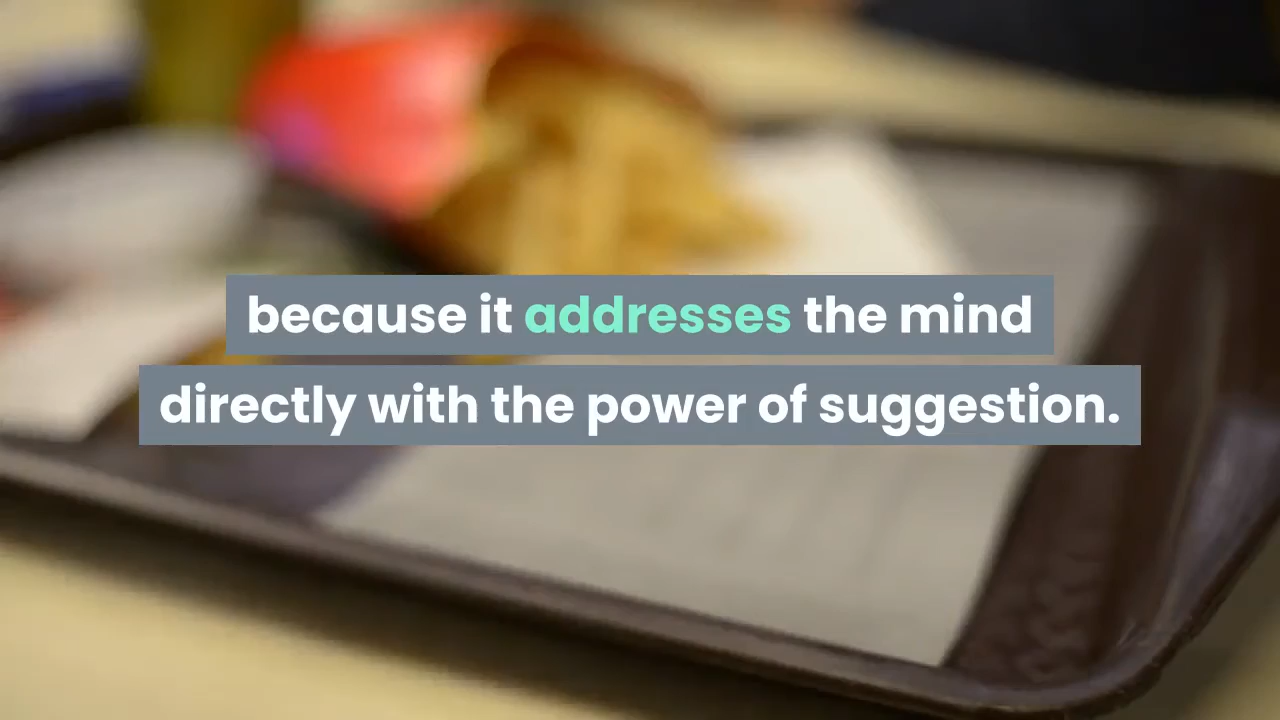 because it addresses the mind
directly with the power of suggestion.